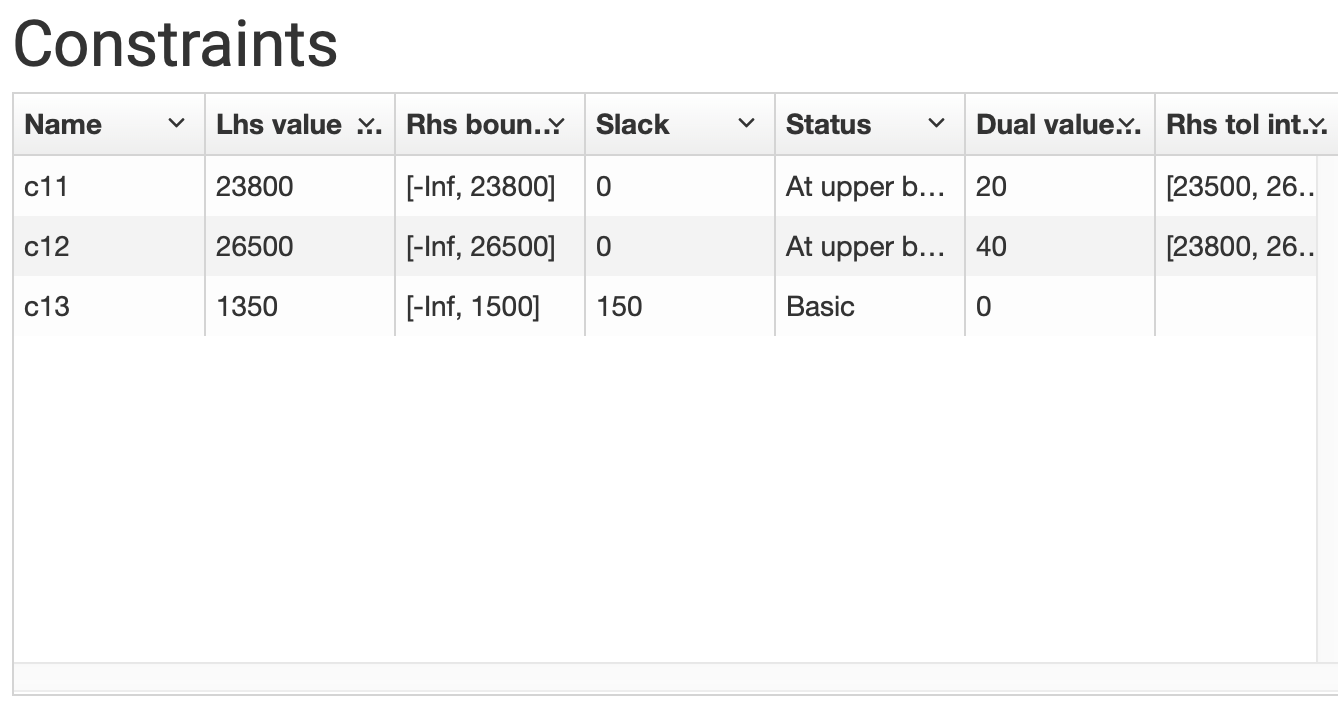 Constraints
Name Lhs value ... Rhs boun... Slack Status Dual value... Rhs tol int...
c11 23800 [-Inf, 23800] 0 At upper b... 20 [23500, 26...
c12 26500 [-Inf, 26500] 0 At upper b... 40 [23800, 26...
c13 1350 [-Inf, 1500] 150 Basic 0